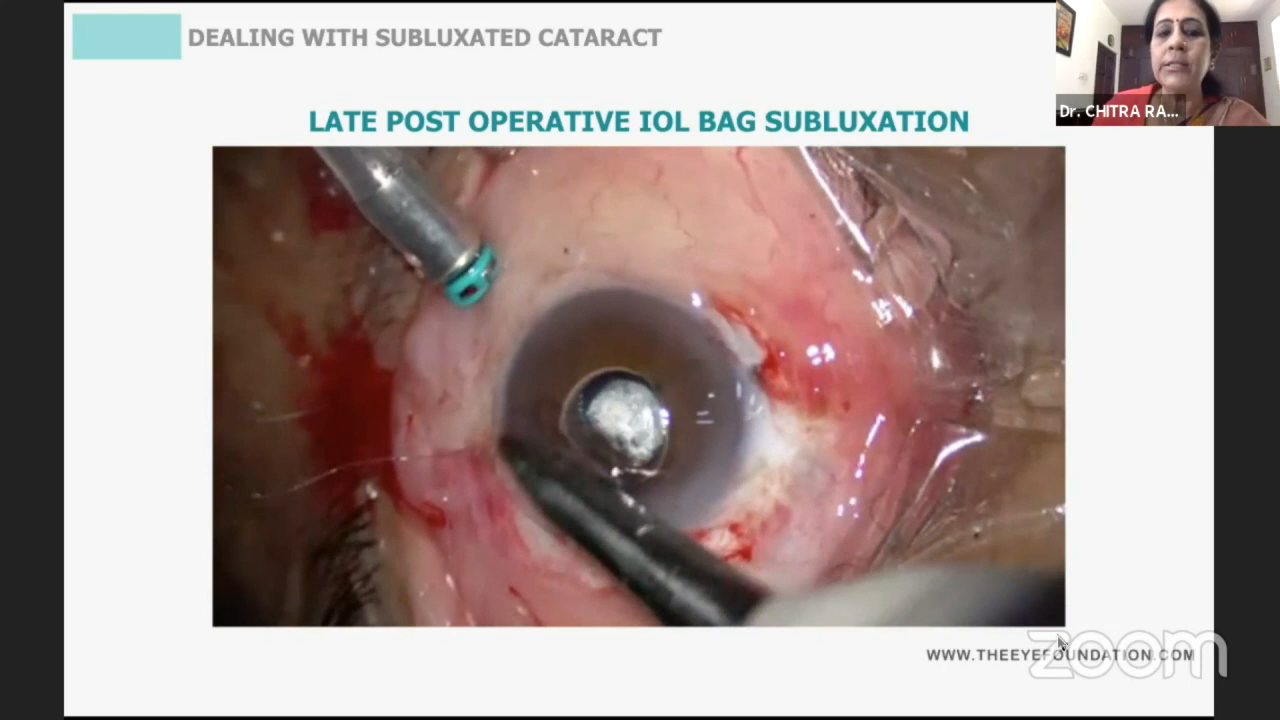 DEALING WITH SUBLUXATED CATARACT
Dr. CHITRA RA...
LATE POST OPERATIVE IOL BAG SUBLUXATION
WWW.THEEYEFOUNDATION.COM
zoom